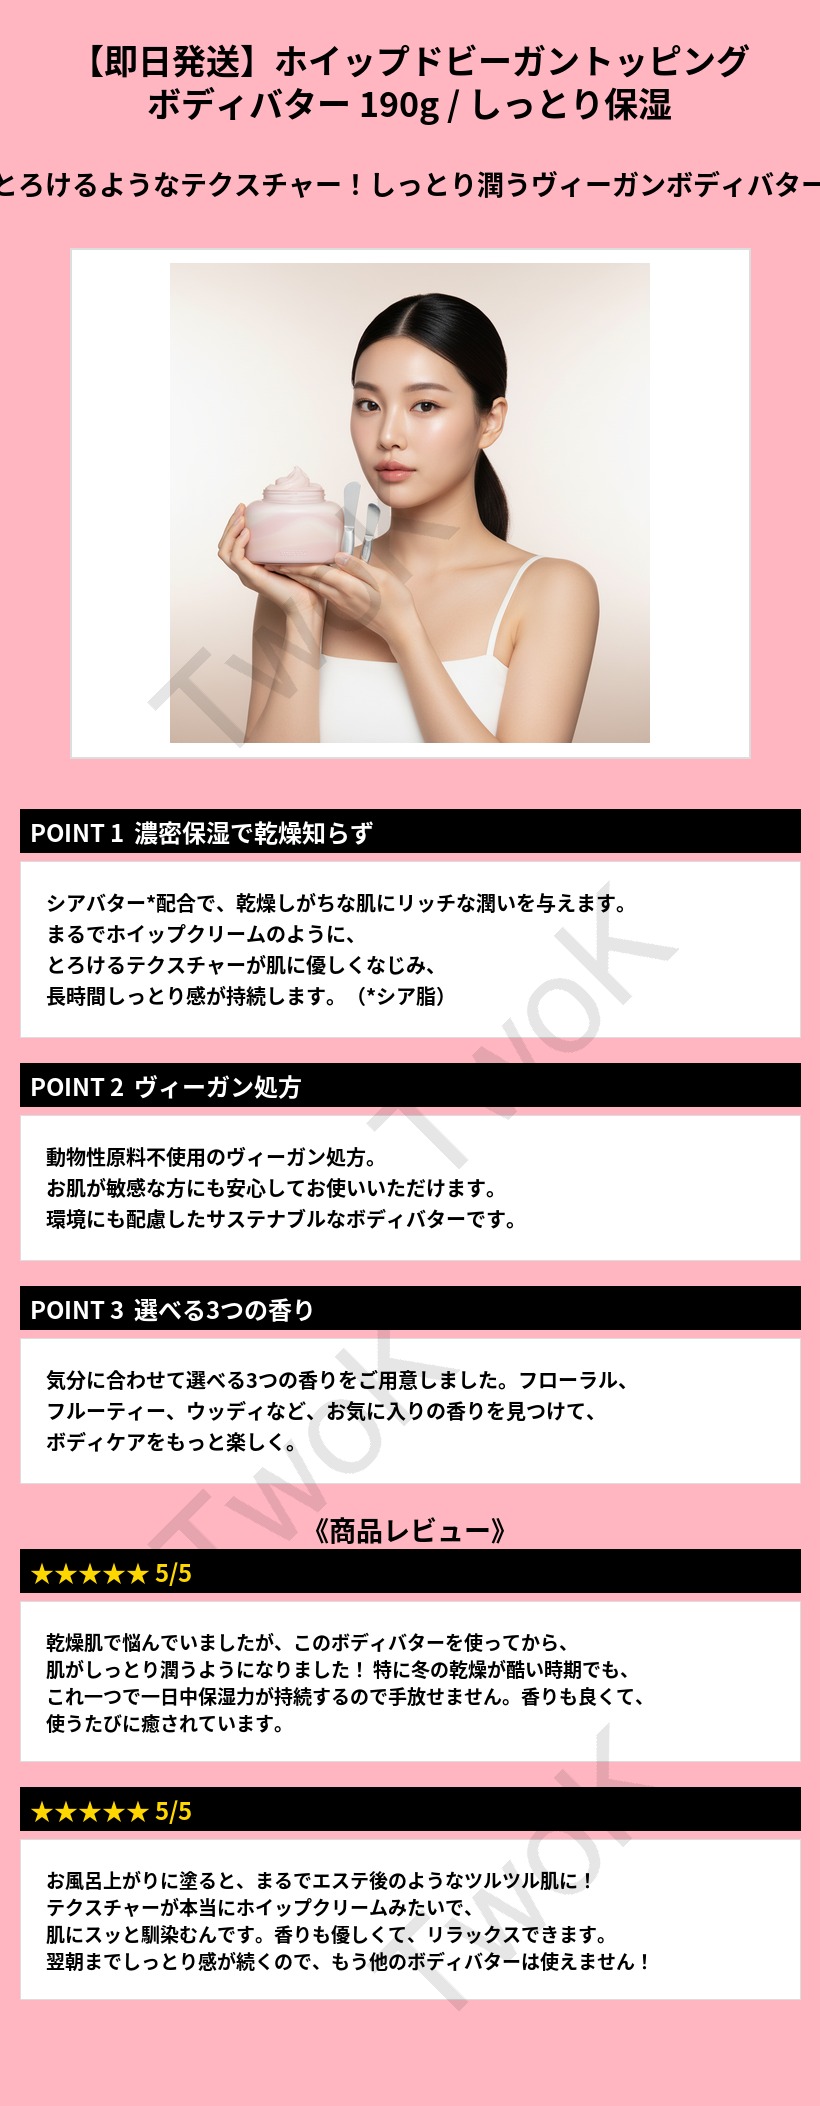 【即日発送】ホイップドビーガントッピング
ボディバター 190g / しっとり保湿
とろけるようなテクスチャー！しっとり潤うヴィーガンボディバター
TwoK
POINT 1 濃密保湿で乾燥知らず
シアバター*配合で、乾燥しがちな肌にリッチな潤いを与えます。
まるでホイップクリームのように、
とろけるテクスチャーが肌に優しくなじみ、
長時間しっとり感が持続します。（*シア脂）
TwoK
POINT 2 ヴィーガン処方
動物性原料不使用のヴィーガン処方。
お肌が敏感な方にも安心してお使いいただけます。
環境にも配慮したサステナブルなボディバターです。
POINT 3 選べる3つの香り
気分に合わせて選べる3つの香りをご用意しました。フローラル、
フルーティー、ウッディなど、お気に入りの香りを見つけて、
ボディケアをもっと楽しく。
TwoK
《商品レビュー》
★★★★★ 5/5
乾燥肌で悩んでいましたが、このボディバターを使ってから、
肌がしっとり潤うようになりました！ 特に冬の乾燥が酷い時期でも、
これ一つで一日中保湿力が持続するので手放せません。香りも良くて、
使うたびに癒されています。
★★★★★ 5/5
お風呂上がりに塗ると、まるでエステ後のようなツルツル肌に！
テクスチャーが本当にホイップクリームみたいで、
肌にスッと馴染むんです。香りも優しくて、リラックスできます。
翌朝までしっとり感が続くので、もう他のボディバターは使えません！
TwoK